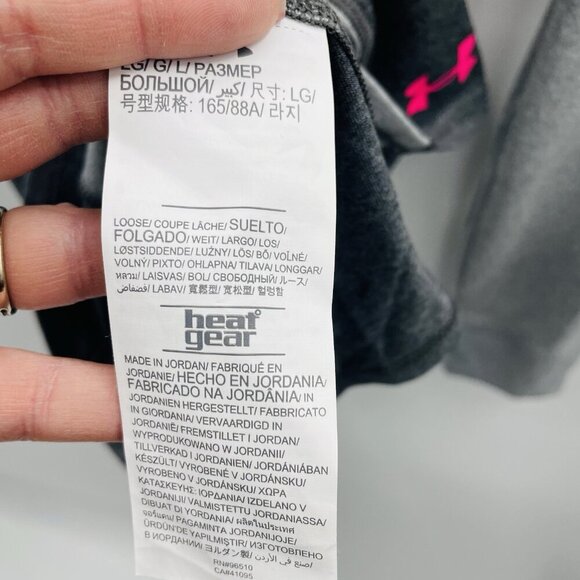 LG/ G/ L/ РАЗМЕР
БОЛЬШОЙ/ كبير/ 尺寸: LG/
号型规格: 165/88A/ 라지
LOOSE/ COUPE LÂCHE/ SUELTO/
FOLGADO/ WEIT/ LARGO/ LOS/
LØSTSIDDENDE/ LUŹNY/ LÖS/ BŐ/ VOĽNÉ/
VOLNÝ/ ΡΙΧΤΟ/ OHLAPNA/ TILAVA/ LONGGAR/
หลวม/ LAISVAS/ BOL/ СВОБОДНЫЙ/ ルース/
فضفاض/ LABAV/ 寬鬆型/ 宽松型/ 헐렁함
heat
gear
MADE IN JORDAN/ FABRIQUÉ EN
JORDANIE/ HECHO EN JORDANIA/
FABRICADO NA JORDÂNIA/ IN
JORDANIEN HERGESTELLT/ FABBRICATO
IN GIORDANIA/ VERVAARDIGD IN
JORDANIË/ FREMSTILLET I JORDAN/
WYPRODUKOWANO W JORDANII/
TILLVERKAD I JORDANIEN/ JORDÁNIÁBAN
KÉSZÜLT/ VYROBENÉ V JORDÁNSKU/
VYROBENO V JORDÁNSKU/ ΧΩΡΑ
ΚΑΤΑΣΚΕΥΗΣ: ΙΟΡΔΑΝΙΑ/ IZDELANO V
JORDANIJI/ VALMISTETTU JORDANIASSA/
DIBUAT DI YORDANIA/ ผลิตในประเทศ
จอร์แดน/ PAGAMINTA JORDANIJOJE/
ÜRDÜN'DE YAPILMIŞTIR/ ИЗГОТОВЛЕНО
В ИОРДАНИИ/ ヨルダン製/ صنع في الأردن
RN#96510
CA#41095